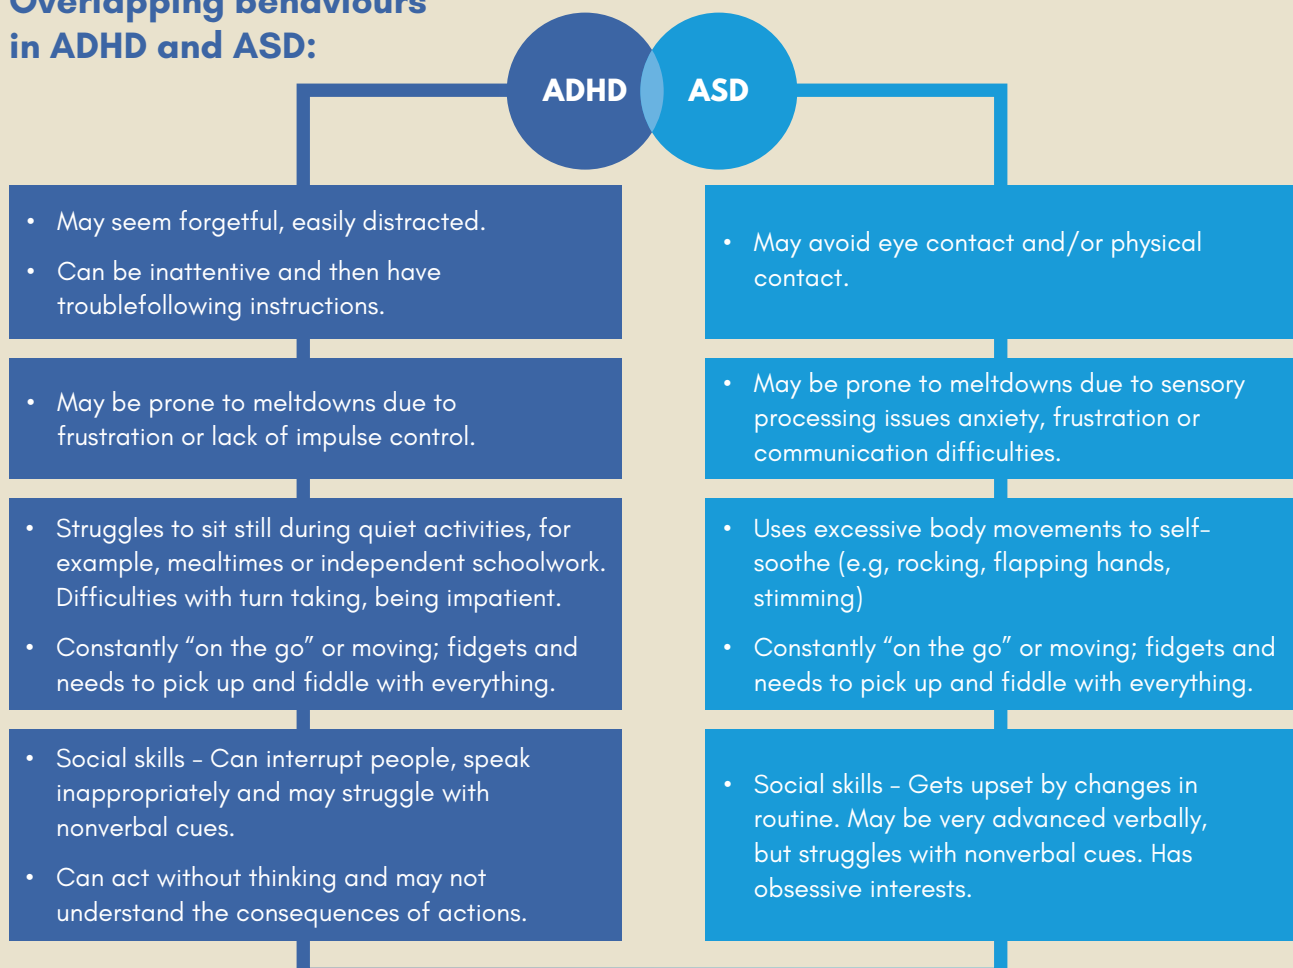 Overlapping behaviours
in ADHD and ASD:
ADHD
ASD
• May seem forgetful, easily distracted.
• Can be inattentive and then have
troublefollowing instructions.
• May avoid eye contact and/or physical
contact.
• May be prone to meltdowns due to
frustration or lack of impulse control.
• May be prone to meltdowns due to sensory
processing issues anxiety, frustration or
communication difficulties.
• Struggles to sit still during quiet activities, for
example, mealtimes or independent schoolwork.
Difficulties with turn taking, being impatient.
• Constantly “on the go” or moving; fidgets and
needs to pick up and fiddle with everything.
• Uses excessive body movements to self-
soothe (e.g, rocking, flapping hands,
stimming)
• Constantly “on the go” or moving; fidgets and
needs to pick up and fiddle with everything.
• Social skills - Can interrupt people, speak
inappropriately and may struggle with
nonverbal cues.
• Can act without thinking and may not
understand the consequences of actions.
• Social skills - Gets upset by changes in
routine. May be very advanced verbally,
but struggles with nonverbal cues. Has
obsessive interests.